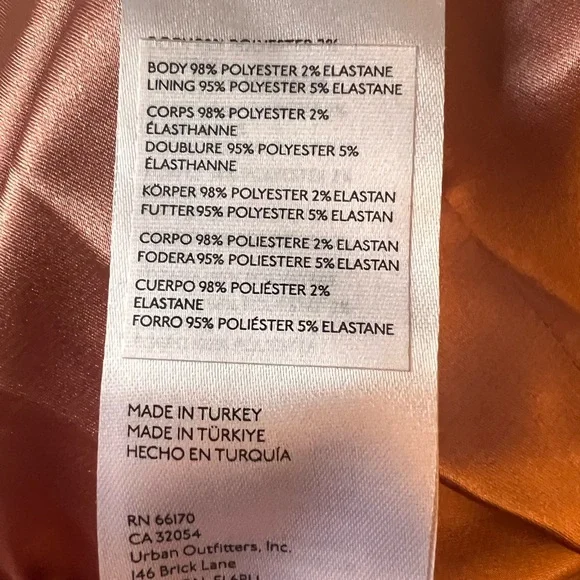 BODY 98% POLYESTER 2% ELASTANE
LINING 95% POLYESTER 5% ELASTANE
CORPS 98% POLYESTER 2%
ÉLASTHANNE
DOUBLURE 95% POLYESTER 5%
ÉLASTHANNE
KÖRPER 98% POLYESTER 2% ELASTAN
FUTTER 95% POLYESTER 5% ELASTAN
CORPO 98% POLIESTERE 2% ELASTAN
FODERA 95% POLIESTERE 5% ELASTAN
CUERPO 98% POLIÉSTER 2%
ELASTANE
FORRO 95% POLIÉSTER 5% ELASTANE
MADE IN TURKEY
MADE IN TÜRKIYE
HECHO EN TURQUÍA
RN 66170
CA 32054
Urban Outfitters, Inc.
146 Brick Lane